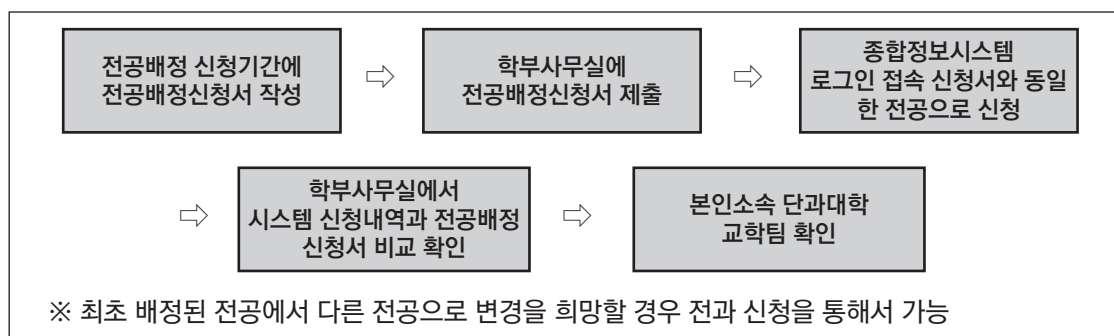 전공배정 신청기간에
전공배정신청서 작성
⇨
학부사무실에
전공배정신청서 제출
⇨
종합정보시스템
로그인 접속 신청서와 동일
한 전공으로 신청
⇨
학부사무실에서
시스템 신청내역과 전공배정
신청서 비교 확인
⇨
본인소속 단과대학
교학팀 확인
※ 최초 배정된 전공에서 다른 전공으로 변경을 희망할 경우 전과 신청을 통해서 가능